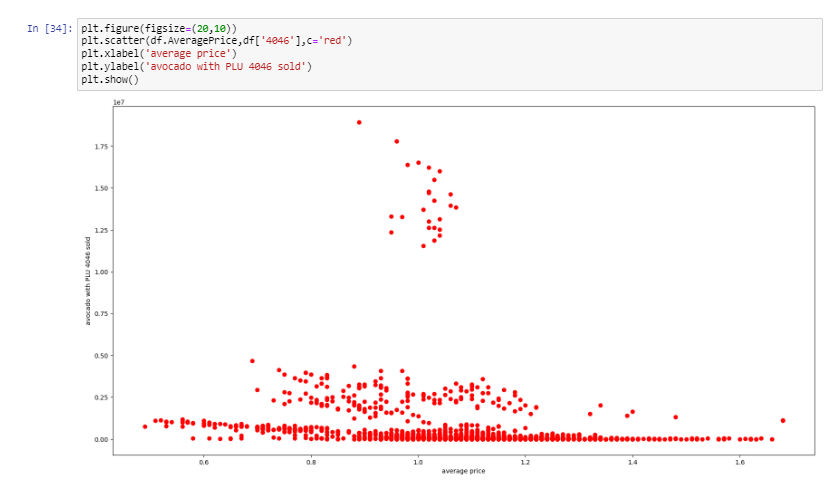 In [34]: plt.figure(figsize=(20,10))
plt.scatter(df.AveragePrice,df['4046'],c='red')
plt.xlabel('average price')
plt.ylabel('avocado with PLU 4046 sold')
plt.show()
1e7
1.75
1.50
1.25
1.00
0.75
0.50
0.25
0.00
avocado with PLU 4046 sold
0.6 0.8 1.0 1.2 1.4 1.6
average price